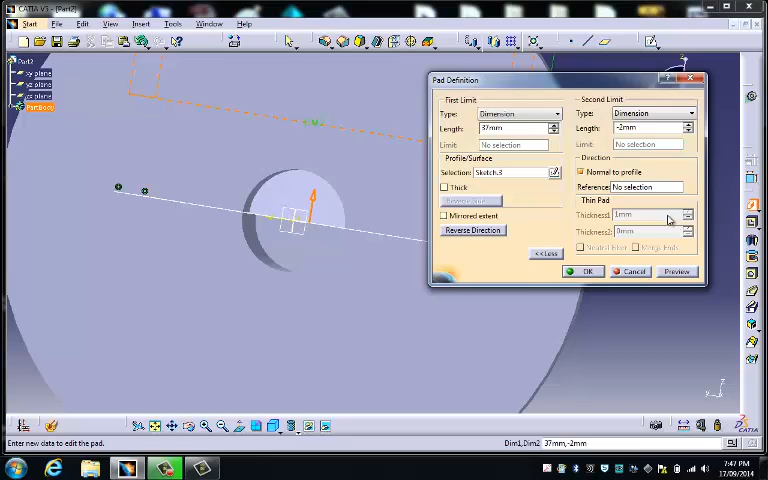 CATIA V5 - [Part2]
Start File Edit View Insert Tools Window Help
Part2
xy plane
yz plane
zx plane
PartBody
Pad Definition
First Limit
Type: Dimension
Length: 37mm
Limit: No selection
Profile/Surface
Selection: Sketch.3
Thick
Mirrored extent
Reverse Direction
Second Limit
Type: Dimension
Length: -2mm
Limit: No selection
Direction
Normal to profile
Reference: No selection
Thin Pad
Thickness1 1mm
Thickness2: 0mm
Neutral Fiber Merge Ends
<<Less
OK Cancel Preview
Enter new data to edit the pad.
Dim1,Dim2 37mm,-2mm
CATIA
7:47 PM
17/09/2014